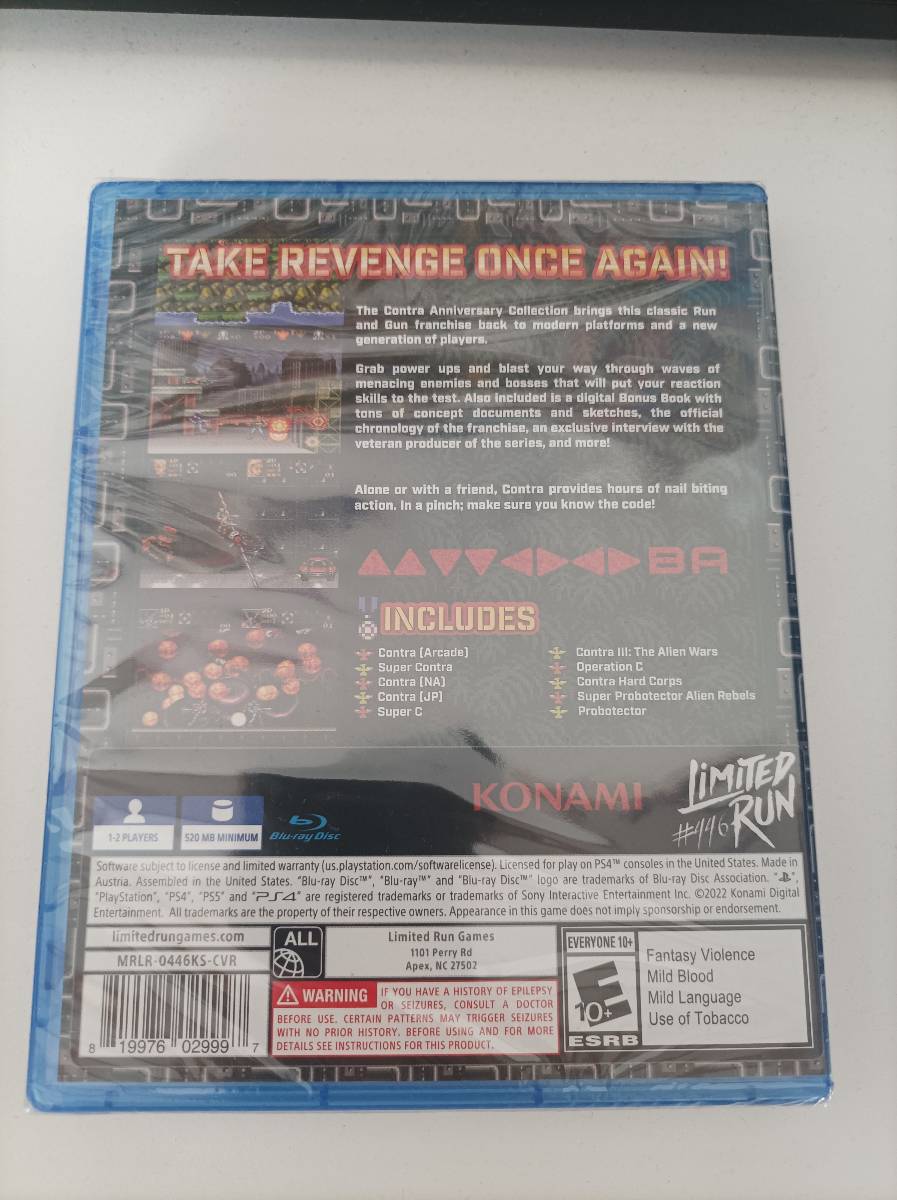 TAKE REVENGE ONCE AGAIN!
The Contra Anniversary Collection brings this classic Run
and Gun franchise back to modern platforms and a new
generation of players.
Grab power ups and blast your way through waves of
menacing enemies and bosses that will put your reaction
skills to the test. Also included is a digital Bonus Book with
tons of concept documents and sketches, the official
chronology of the franchise, an exclusive interview with the
veteran producer of the series, and more!
Alone or with a friend, Contra provides hours of nail biting
action. In a pinch; make sure you know the code!
▲▲▼▼◀▶◀▶BA
INCLUDES
Contra (Arcade)
Super Contra
Contra (NA)
Contra (JP)
Super C
Contra III: The Alien Wars
Operation C
Contra Hard Corps
Super Probotector Alien Rebels
Probotector
KONAMI
LIMITED
RUN
#446
1-2 PLAYERS
520 MB MINIMUM
Blu-ray Disc
Software subject to license and limited warranty (us.playstation.com/softwarelicense). Licensed for play on PS4™ consoles in the United States. Made in
Austria. Assembled in the United States. "Blu-ray Disc™", "Blu-ray™" and "Blu-ray Disc™" logo are trademarks of Blu-ray Disc Association. "PS",
"PlayStation", "PS4", "PS5" and "PS4" are registered trademarks or trademarks of Sony Interactive Entertainment Inc. ©2022 Konami Digital
Entertainment. All trademarks are the property of their respective owners. Appearance in this game does not imply sponsorship or endorsement.
limitedrungames.com
MRLR-0446KS-CVR
8 19976 02999 7
ALL
Limited Run Games
1101 Perry Rd
Apex, NC 27502
WARNING IF YOU HAVE A HISTORY OF EPILEPSY
OR SEIZURES, CONSULT A DOCTOR
BEFORE USE. CERTAIN PATTERNS MAY TRIGGER SEIZURES
WITH NO PRIOR HISTORY. BEFORE USING AND FOR MORE
DETAILS SEE INSTRUCTIONS FOR THIS PRODUCT.
EVERYONE 10+
E
10+
ESRB
Fantasy Violence
Mild Blood
Mild Language
Use of Tobacco